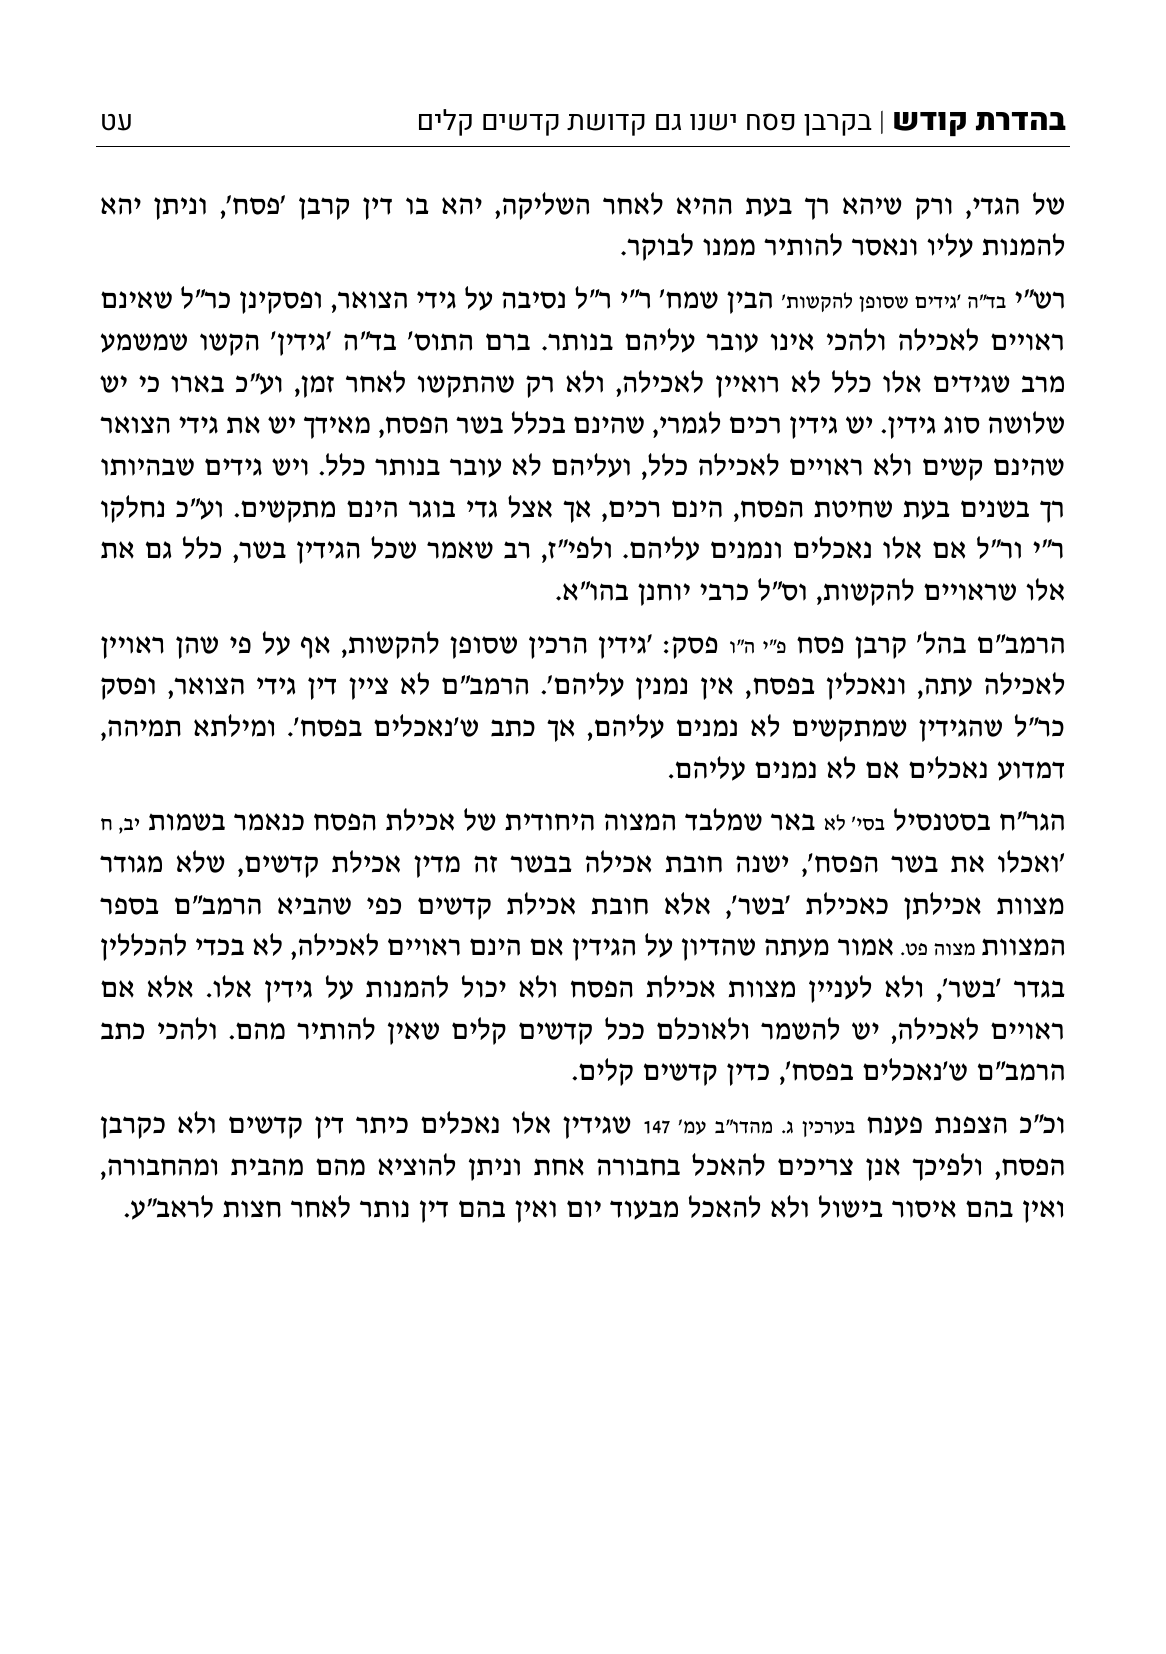 בהדרת קודש | בקרבן פסח ישנו גם קדושת קדשים קלים עט
של הגדי, ורק שיהא רך בעת ההיא לאחר השליקה, יהא בו דין קרבן 'פסח', וניתן יהא
להמנות עליו ונאסר להותיר ממנו לבוקר.
רש"י בד"ה 'גידים שסופן להקשות' הבין שמח' ר"י ר"ל נסיבה על גידי הצואר, ופסקינן כר"ל שאינם
ראויים לאכילה ולהכי אינו עובר עליהם בנותר. ברם התוס' בד"ה 'גידין' הקשו שמשמע
מרב שגידים אלו כלל לא רואיין לאכילה, ולא רק שהתקשו לאחר זמן, וע"כ בארו כי יש
שלושה סוג גידין. יש גידין רכים לגמרי, שהינם בכלל בשר הפסח, מאידך יש את גידי הצואר
שהינם קשים ולא ראויים לאכילה כלל, ועליהם לא עובר בנותר כלל. ויש גידים שבהיותו
רך בשנים בעת שחיטת הפסח, הינם רכים, אך אצל גדי בוגר הינם מתקשים. וע"כ נחלקו
ר"י ור"ל אם אלו נאכלים ונמנים עליהם. ולפי"ז, רב שאמר שכל הגידין בשר, כלל גם את
אלו שראויים להקשות, וס"ל כרבי יוחנן בהו"א.
הרמב"ם בהל' קרבן פסח פ"י ה"ו פסק: 'גידין הרכין שסופן להקשות, אף על פי שהן ראויין
לאכילה עתה, ונאכלין בפסח, אין נמנין עליהם'. הרמב"ם לא ציין דין גידי הצואר, ופסק
כר"ל שהגידין שמתקשים לא נמנים עליהם, אך כתב ש'נאכלים בפסח'. ומילתא תמיהה,
דמדוע נאכלים אם לא נמנים עליהם.
הגר"ח בסטנסיל בסי' לא באר שמלבד המצוה היחודית של אכילת הפסח כנאמר בשמות יב, ח
'ואכלו את בשר הפסח', ישנה חובת אכילה בבשר זה מדין אכילת קדשים, שלא מגודר
מצוות אכילתן כאכילת 'בשר', אלא חובת אכילת קדשים כפי שהביא הרמב"ם בספר
המצוות מצוה פט. אמור מעתה שהדיון על הגידין אם הינם ראויים לאכילה, לא בכדי להכללין
בגדר 'בשר', ולא לעניין מצוות אכילת הפסח ולא יכול להמנות על גידין אלו. אלא אם
ראויים לאכילה, יש להשמר ולאוכלם ככל קדשים קלים שאין להותיר מהם. ולהכי כתב
הרמב"ם ש'נאכלים בפסח', כדין קדשים קלים.
וכ"כ הצפנת פענח בערכין ג. מהדו"ב עמ' 147 שגידין אלו נאכלים כיתר דין קדשים ולא כקרבן
הפסח, ולפיכך אנן צריכים להאכל בחבורה אחת וניתן להוציא מהם מהבית ומהחבורה,
ואין בהם איסור בישול ולא להאכל מבעוד יום ואין בהם דין נותר לאחר חצות לראב"ע.